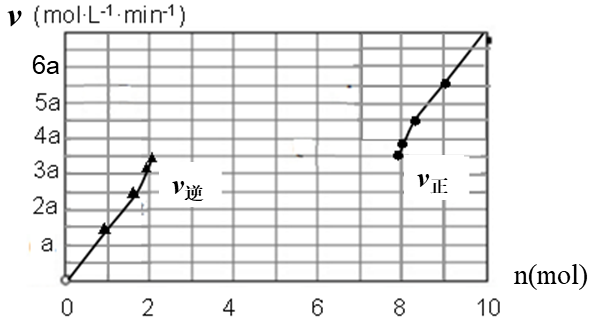 v (mol·L-1·min-1)
6a
5a
4a
3a
2a
a
v逆
v正
n(mol)
0 2 4 6 8 10